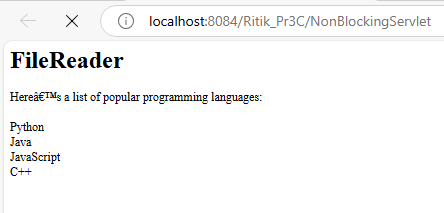 localhost:8084/Ritik_Pr3C/NonBlockingServlet
FileReader
Hereâ€™s a list of popular programming languages:
Python
Java
JavaScript
C++